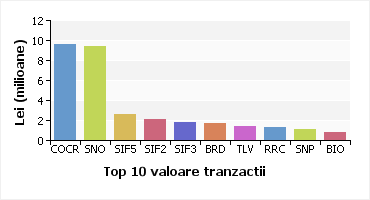 Lei (milioane)
12
10
8
6
4
2
0
COCR SNO SIF5 SIF2 SIF3 BRD TLV RRC SNP BIO
Top 10 valoare tranzactii